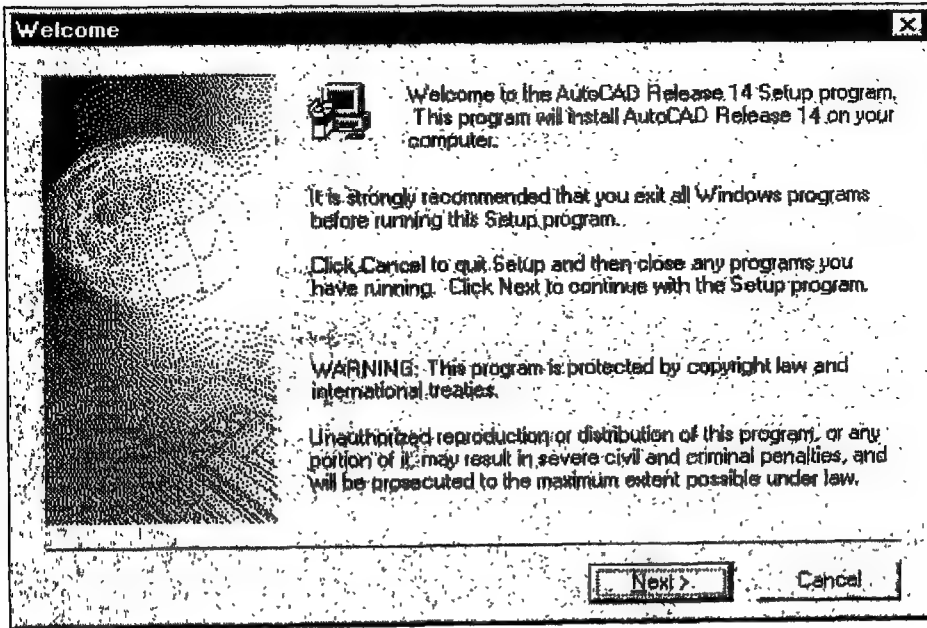 Welcome
Welcome to the AutoCAD Release 14 Setup program.
This program will install AutoCAD Release 14 on your
computer.
It is strongly recommended that you exit all Windows programs
before running this Setup program.
Click Cancel to quit Setup and then close any programs you
have running. Click Next to continue with the Setup program.
WARNING: This program is protected by copyright law and
international treaties.
Unauthorized reproduction or distribution of this program, or any
portion of it, may result in severe civil and criminal penalties, and
will be prosecuted to the maximum extent possible under law.
Next >
Cancel